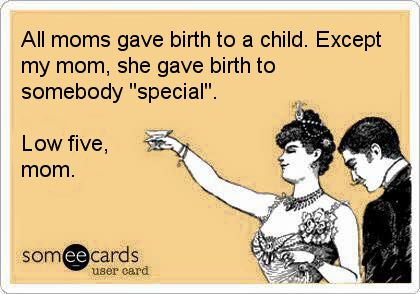 All moms gave birth to a child. Except
my mom, she gave birth to
somebody "special".
Low five,
mom.
someecards
user card